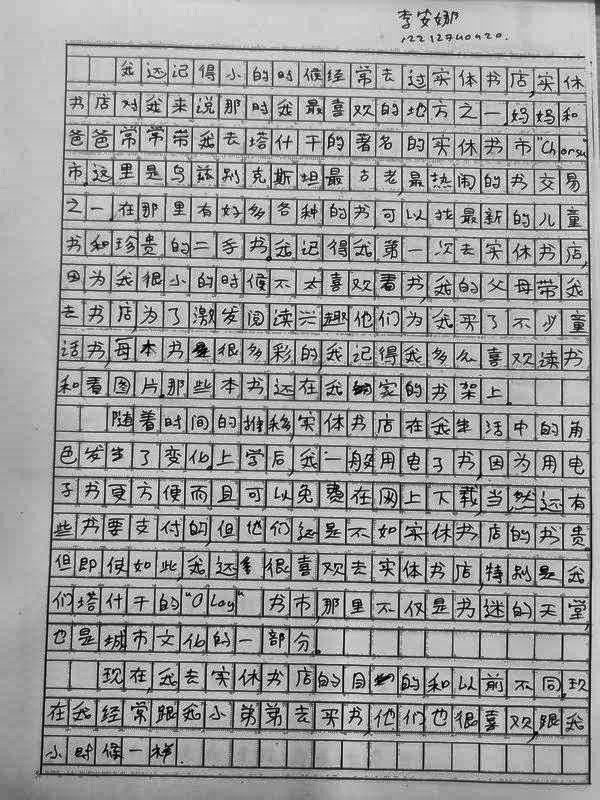 李安娜
12212740920.
我还记得小的时候经常去过实体书店,实体
书店对我来说那时我最喜欢的地方之一,妈妈和
爸爸常常带我去塔什干的著名的实体书市"Chorsu"
市,这里是乌兹别克斯坦最古老,最热闹的书交易
之一,在那里有好多各种的书,可以找最新的儿童
书和珍贵的二手书,我记得我第一次去实体书店,
因为我很小的时候不太喜欢看书,我的父母带我
去书店,为了激发阅读兴趣他们为我买了不少童
话书,每本书是很多彩的,我记得我多么喜欢读书
和看图片,那些本书还在我家的书架上.
随着时间的推移,实体书店在我生活中的角
色发生了变化,上学后,我一般用电子书,因为用电
子书更方便而且可以免费在网上下载,当然还有
些书要支付的但他们还是不如实体书店的书贵.
但即使如此,我还很喜欢去实体书店,特别是我
们塔什干的"Oloy"书市,那里不仅是书迷的天堂,
也是城市文化的一部分.
现在,我去实体书店的目的和以前不同,现
在我经常跟我小弟弟去买书,他们也很喜欢,跟我
小时候一样.